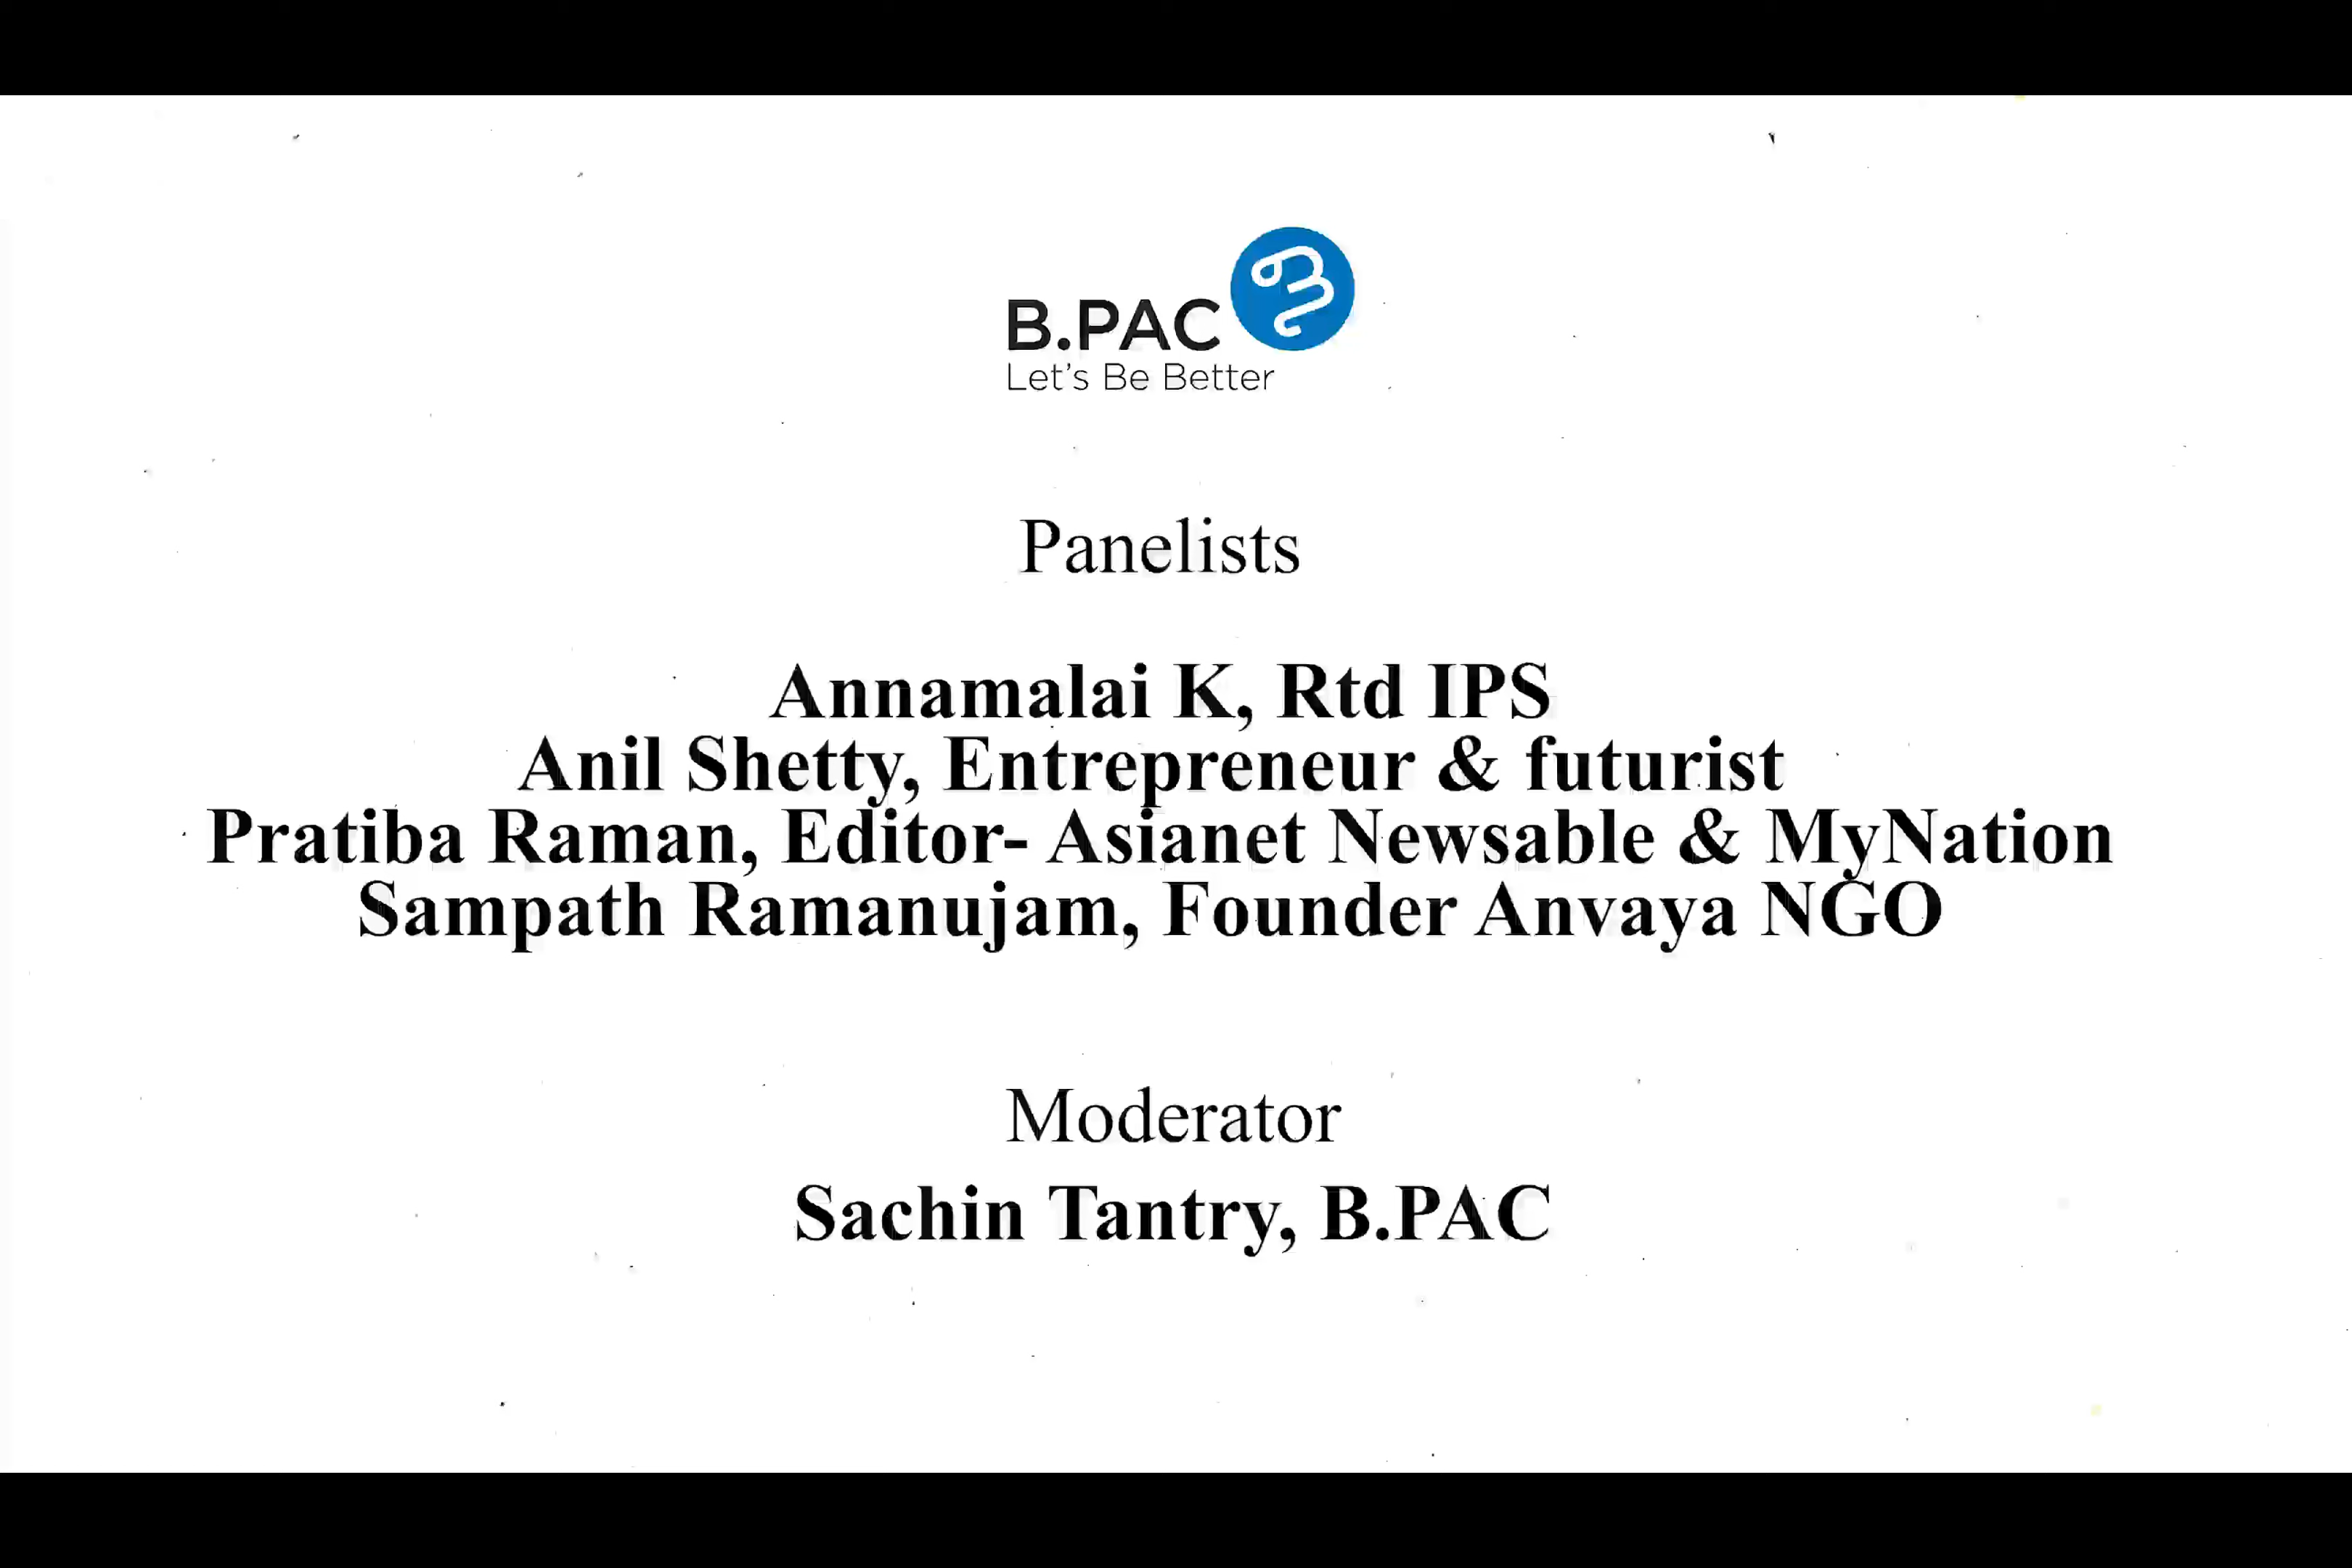 B.PAC
Let's Be Better
Panelists
Annamalai K, Rtd IPS
Anil Shetty, Entrepreneur & futurist
Pratiba Raman, Editor- Asianet Newsable & MyNation
Sampath Ramanujam, Founder Anvaya NGO
Moderator
Sachin Tantry, B.PAC